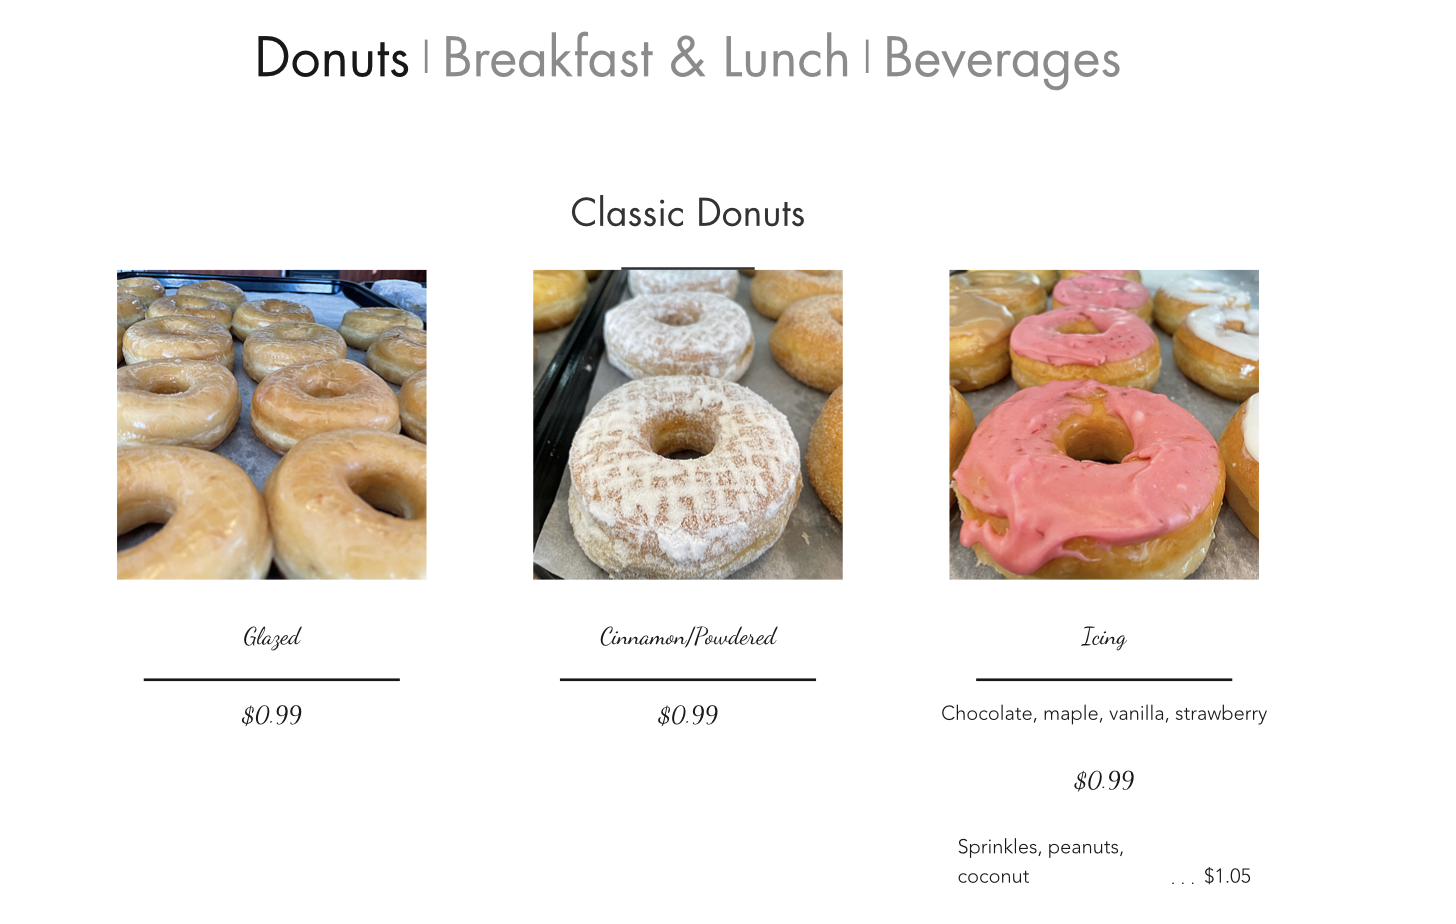 Donuts | Breakfast & Lunch | Beverages
Classic Donuts
Glazed
$0.99
Cinnamon/Powdered
$0.99
Icing
Chocolate, maple, vanilla, strawberry
$0.99
Sprinkles, peanuts,
coconut ... $1.05